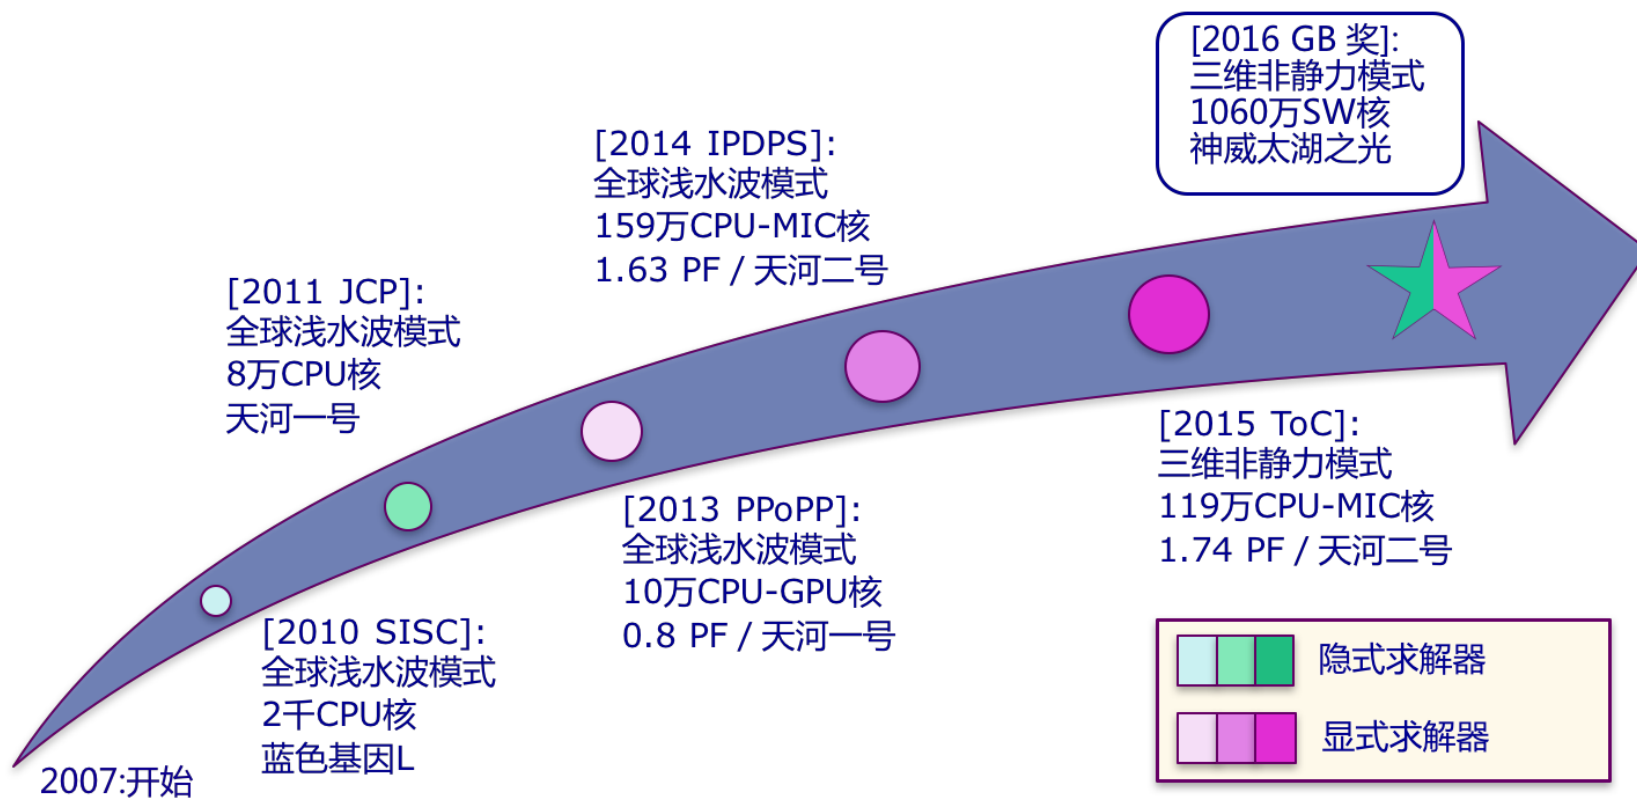 [2016 GB 奖]:
三维非静力模式
1060万SW核
神威太湖之光
[2014 IPDPS]:
全球浅水波模式
159万CPU-MIC核
1.63 PF / 天河二号
[2011 JCP]:
全球浅水波模式
8万CPU核
天河一号
[2015 ToC]:
三维非静力模式
119万CPU-MIC核
1.74 PF / 天河二号
[2013 PPoPP]:
全球浅水波模式
10万CPU-GPU核
0.8 PF / 天河一号
[2010 SISC]:
全球浅水波模式
2千CPU核
蓝色基因L
2007:开始
隐式求解器
显式求解器